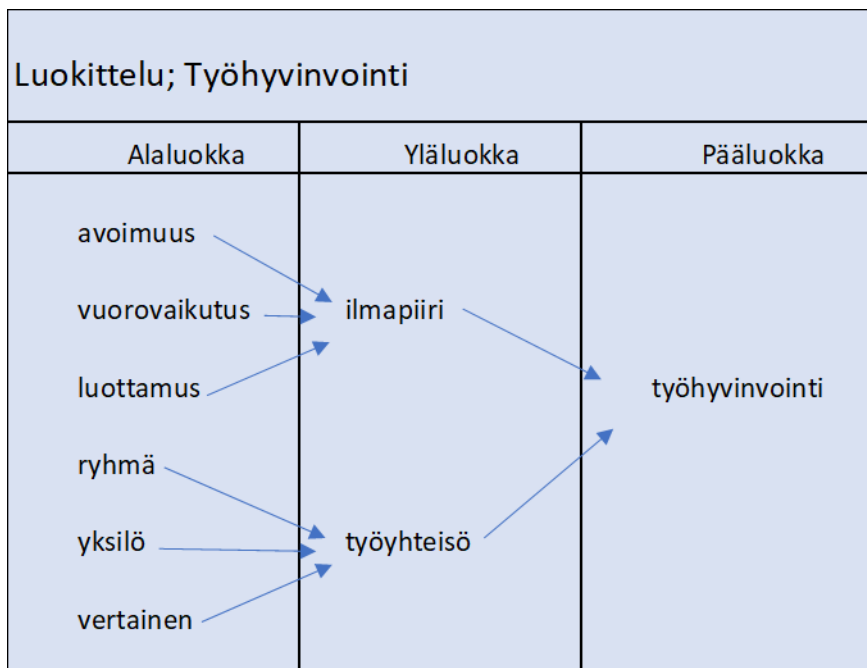 Luokittelu; Työhyvinvointi
Alaluokka Yläluokka Pääluokka
avoimuus
vuorovaikutus ilmapiiri
luottamus työhyvinvointi
ryhmä
yksilö työyhteisö
vertainen